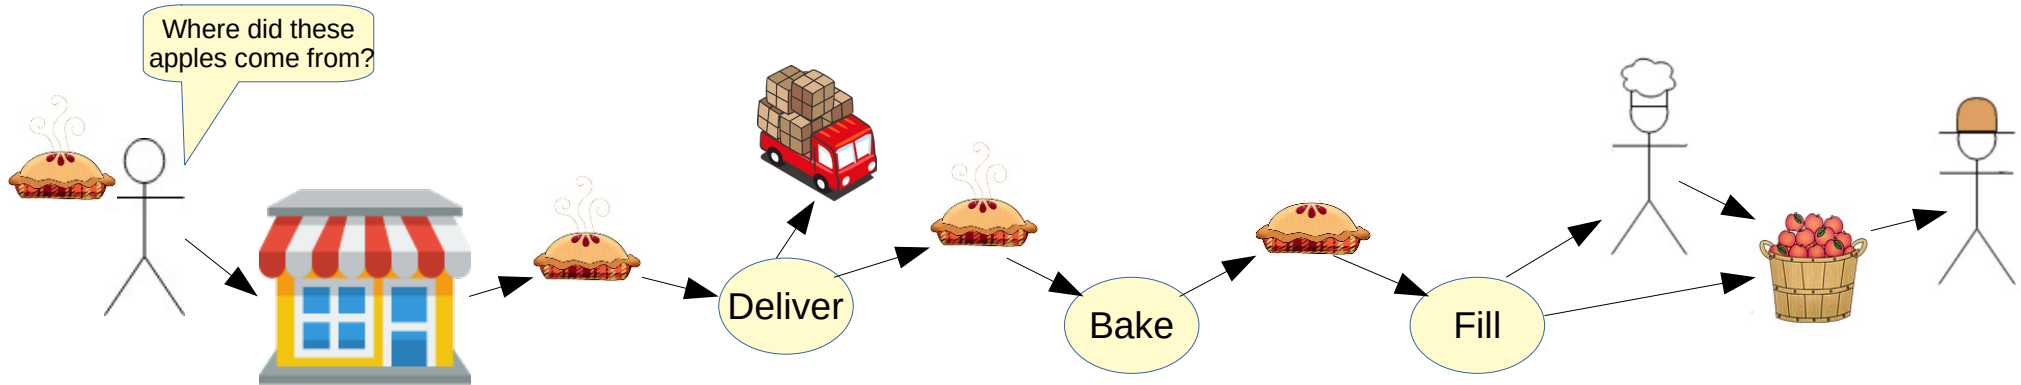 Where did these
apples come from?
Deliver
Bake
Fill